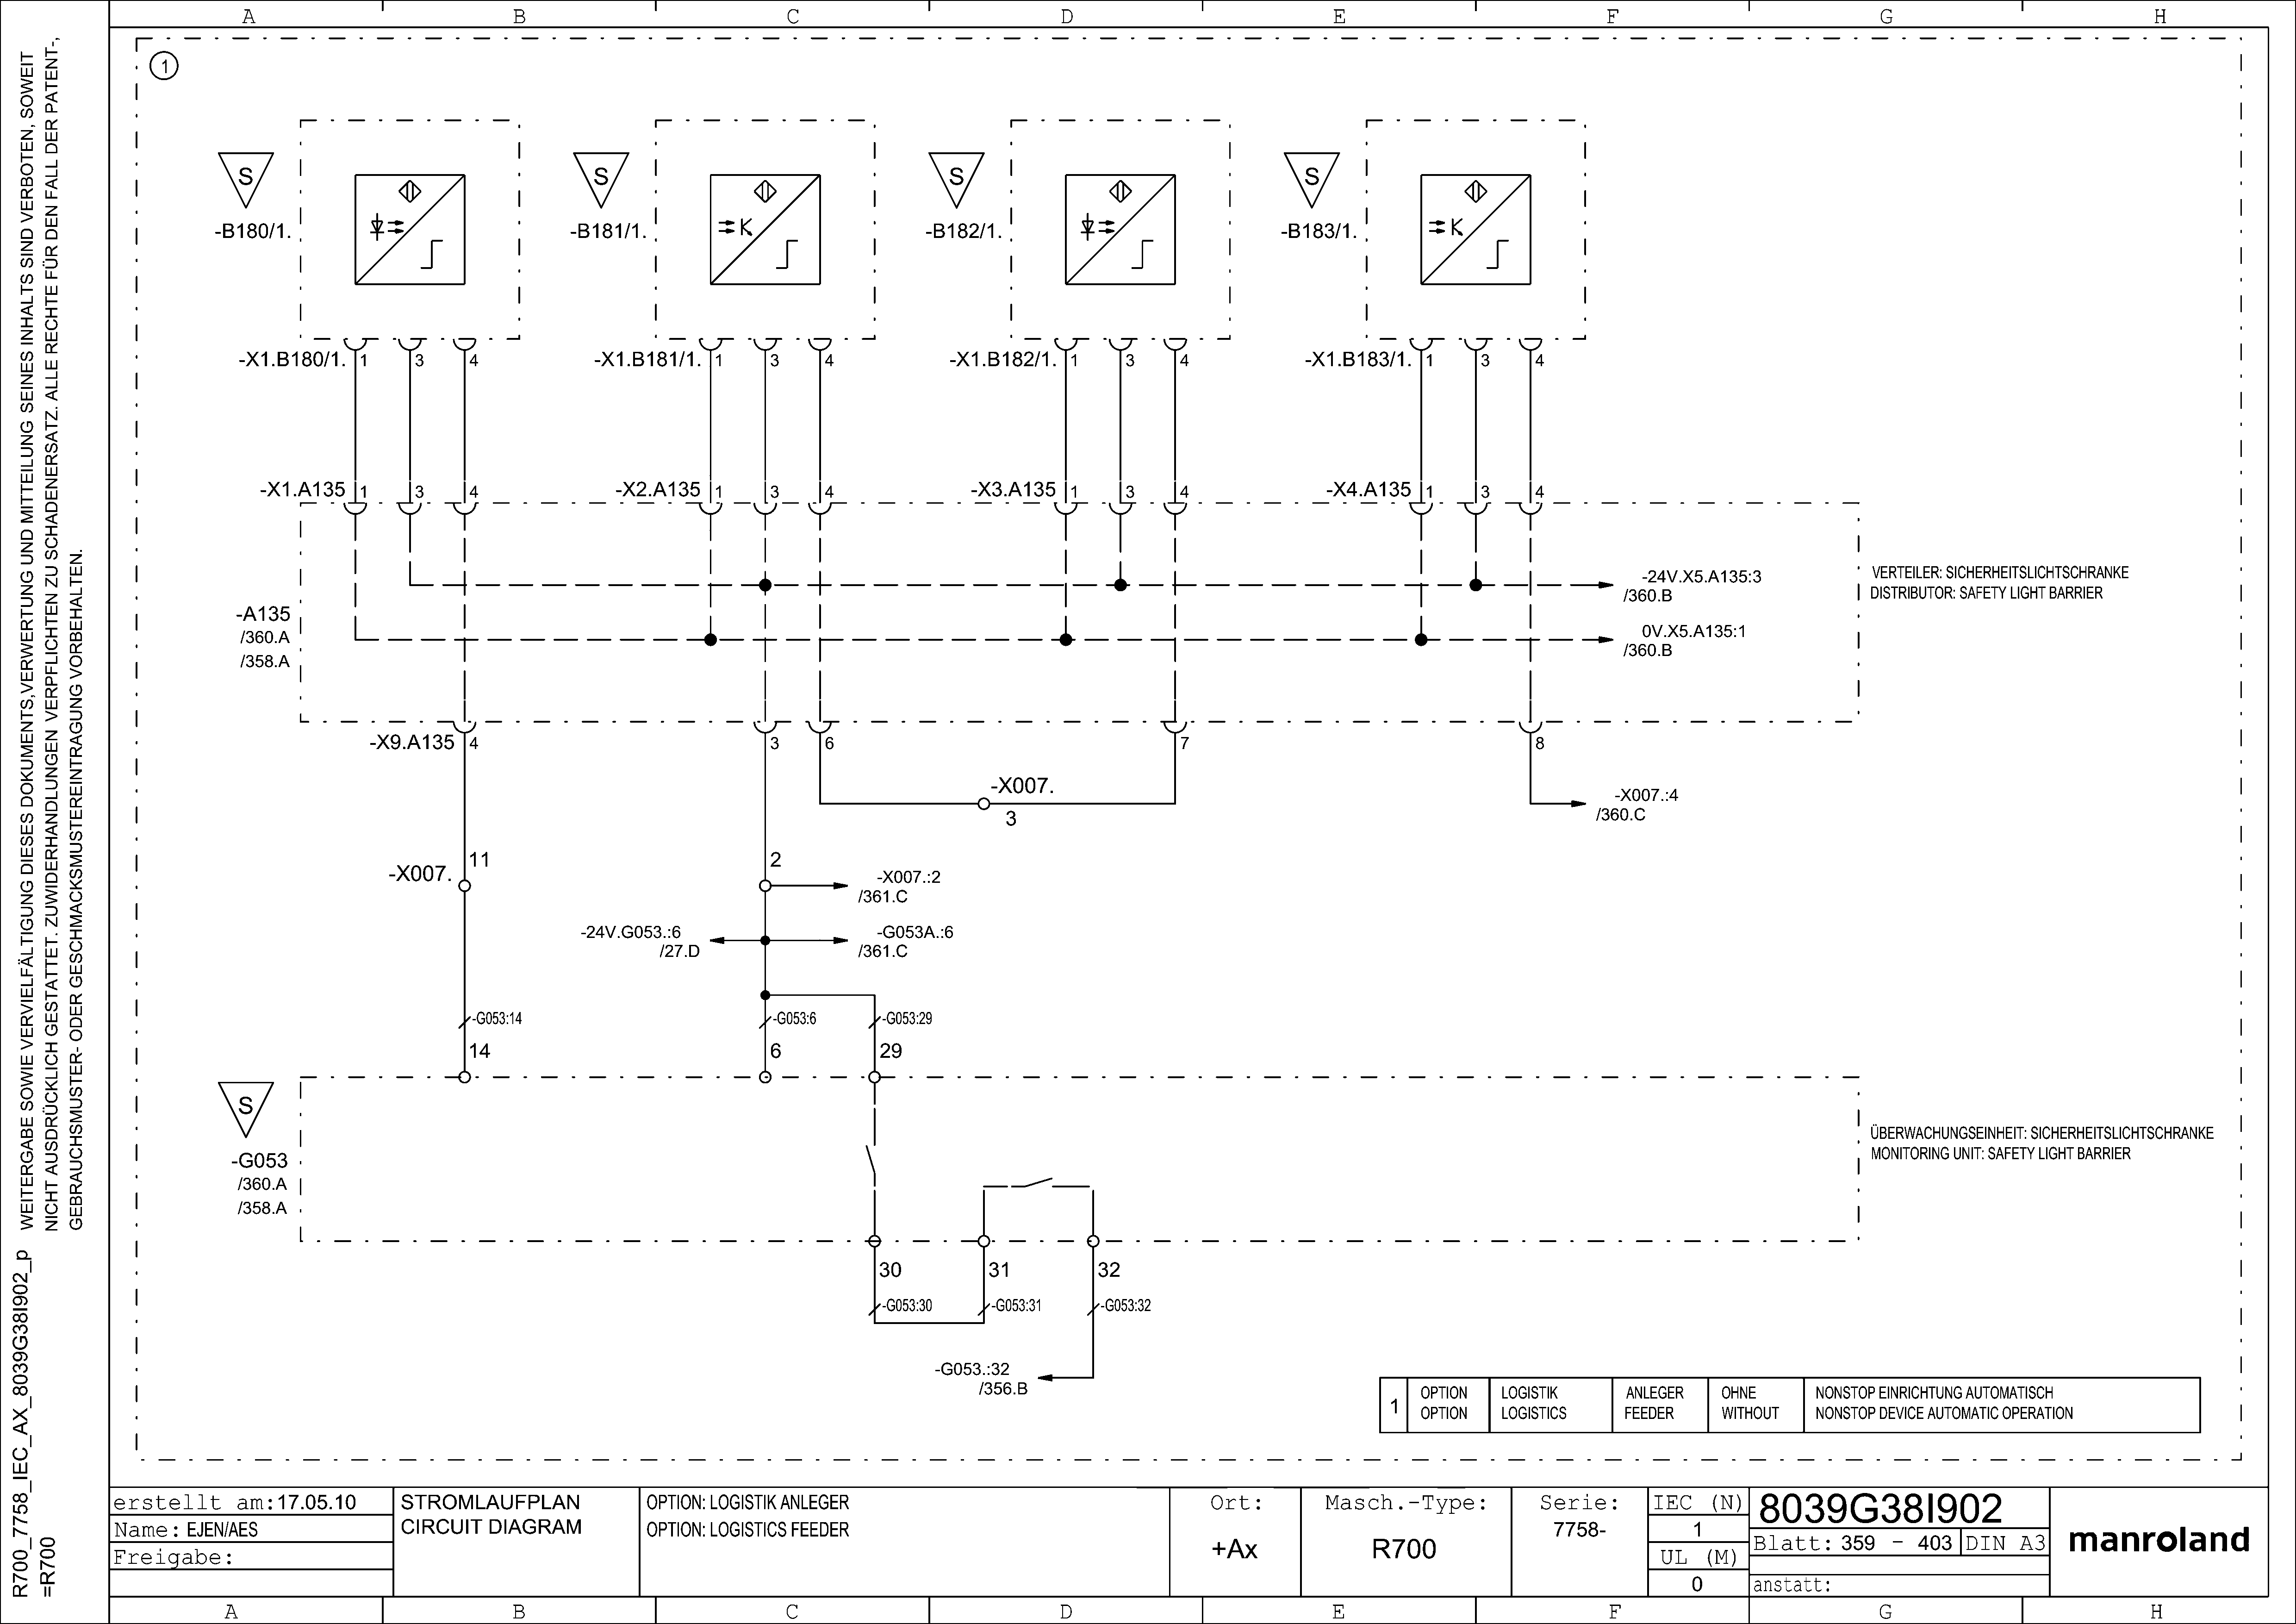 A B C D E F G H
1
S S S S
-B180/1. -B181/1. -B182/1. -B183/1.
-X1.B180/1. 1 3 4 -X1.B181/1. 1 3 4 -X1.B182/1. 1 3 4 -X1.B183/1. 1 3 4
-X1.A135 1 3 4 -X2.A135 1 3 4 -X3.A135 1 3 4 -X4.A135 1 3 4
-24V.X5.A135:3
/360.B
VERTEILER: SICHERHEITSLICHTSCHRANKE
DISTRIBUTOR: SAFETY LIGHT BARRIER
-A135
/360.A
/358.A
0V.X5.A135:1
/360.B
-X9.A135 4 3 6 7 8
-X007.
3
-X007.:4
/360.C
11 2
-X007.
-X007.:2
/361.C
-24V.G053.:6
/27.D
-G053A.:6
/361.C
-G053:14 -G053:6 -G053:29
14 6 29
S
-G053
/360.A
/358.A
ÜBERWACHUNGSEINHEIT: SICHERHEITSLICHTSCHRANKE
MONITORING UNIT: SAFETY LIGHT BARRIER
30 31 32
-G053:30 -G053:31 -G053:32
-G053.:32
/356.B
1
OPTION LOGISTIK ANLEGER OHNE NONSTOP EINRICHTUNG AUTOMATISCH
OPTION LOGISTICS FEEDER WITHOUT NONSTOP DEVICE AUTOMATIC OPERATION
erstellt am:17.05.10
Name: EJEN/AES
Freigabe:
STROMLAUFPLAN
CIRCUIT DIAGRAM
OPTION: LOGISTIK ANLEGER
OPTION: LOGISTICS FEEDER
Ort:
+Ax
Masch.-Type:
R700
Serie:
7758-
IEC (N)
1
UL (M)
0
8039G38I902
Blatt: 359 - 403 DIN A3
anstatt:
manroland
A B C D E F G H
WEITERGABE SOWIE VERVIELFÄLTIGUNG DIESES DOKUMENTS,VERWERTUNG UND MITTEILUNG SEINES INHALTS SIND VERBOTEN, SOWEIT
NICHT AUSDRÜCKLICH GESTATTET. ZUWIDERHANDLUNGEN VERPFLICHTEN ZU SCHADENERSATZ. ALLE RECHTE FÜR DEN FALL DER PATENT-,
GEBRAUCHSMUSTER- ODER GESCHMACKSMUSTEREINTRAGUNG VORBEHALTEN.
R700_7758_IEC_AX_8039G38I902_p
=R700